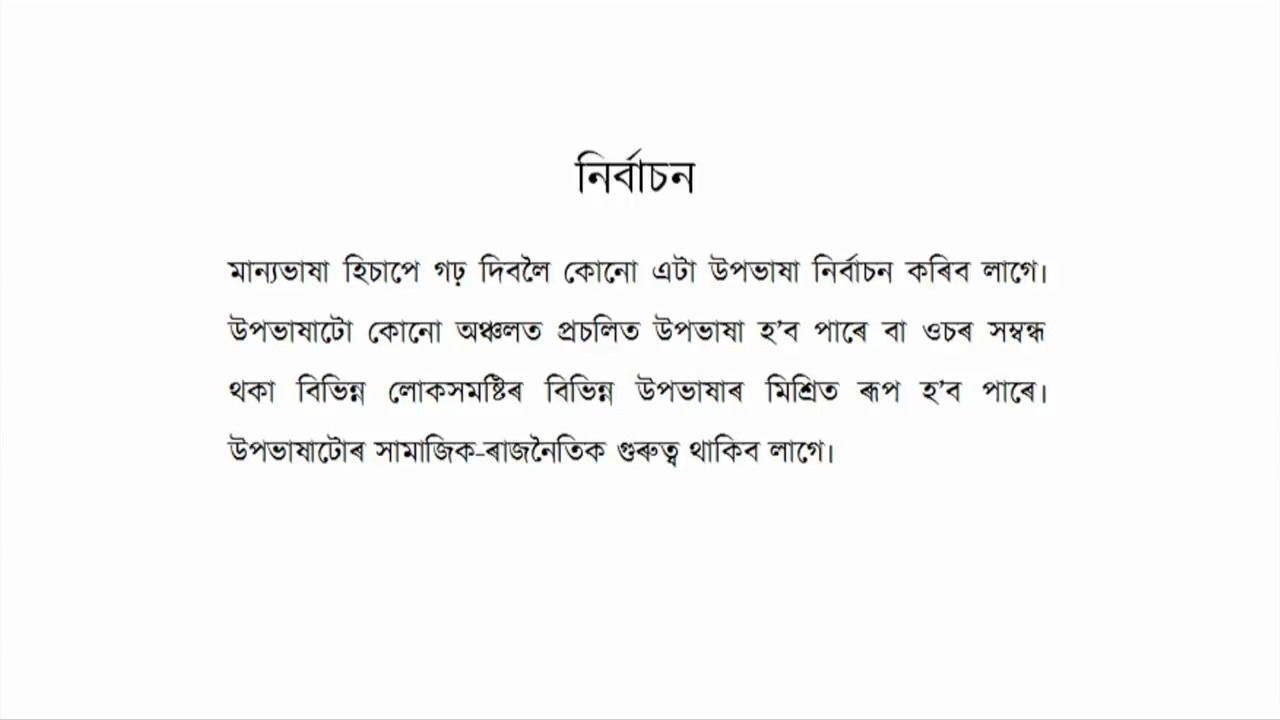 নিৰ্বাচন
মান্যভাষা হিচাপে গঢ় দিবলৈ কোনো এটা উপভাষা নিৰ্বাচন কৰিব লাগে।
উপভাষাটো কোনো অঞ্চলত প্ৰচলিত উপভাষা হ’ব পাৰে বা ওচৰ সম্বন্ধ
থকা বিভিন্ন লোকসমষ্টিৰ বিভিন্ন উপভাষাৰ মিশ্ৰিত ৰূপ হ’ব পাৰে।
উপভাষাটোৰ সামাজিক-ৰাজনৈতিক গুৰুত্ব থাকিব লাগে।